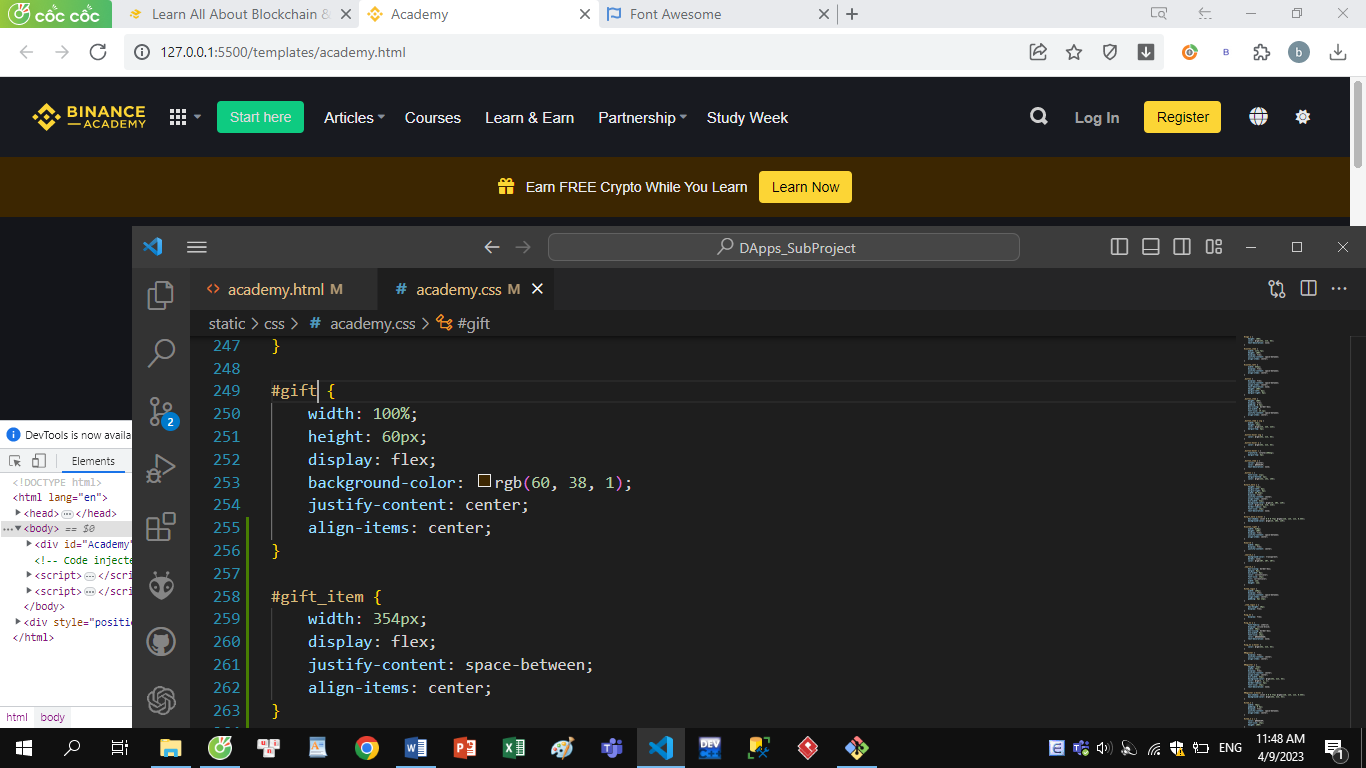 cốc cốc
Learn All About Blockchain &
Academy
Font Awesome
127.0.0.1:5500/templates/academy.html
B
b
BINANCE
ACADEMY
Start here
Articles
Courses
Learn & Earn
Partnership
Study Week
Log In
Register
Earn FREE Crypto While You Learn
Learn Now
DApps_SubProject
<> academy.html M
# academy.css M
static > css > # academy.css > #gift
247 }
248
249 #gift {
250 width: 100%;
251 height: 60px;
252 display: flex;
253 background-color: rgb(60, 38, 1);
254 justify-content: center;
255 align-items: center;
256 }
257
258 #gift_item {
259 width: 354px;
260 display: flex;
261 justify-content: space-between;
262 align-items: center;
263 }
2
DevTools is now availa
Elements
<!DOCTYPE html>
<html lang="en">
<head>…</head>
…<body> == $0
<div id="Academy"
<!-- Code injecte
<script>…</scri
<script>…</scri
</body>
<div style="positio
</html>
html body
DEV
ENG
11:48 AM
4/9/2023
1